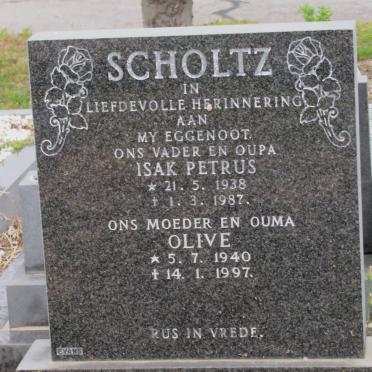 SCHOLTZ
IN
LIEFDEVOLLE HERINNERING
AAN
MY EGGENOOT.
ONS VADER EN OUPA
ISAK PETRUS
★ 21. 5. 1938
✝ 1. 3. 1987.
ONS MOEDER EN OUMA
OLIVE
★ 5. 7. 1940
✝ 14. 1. 1997.
RUS IN VREDE.